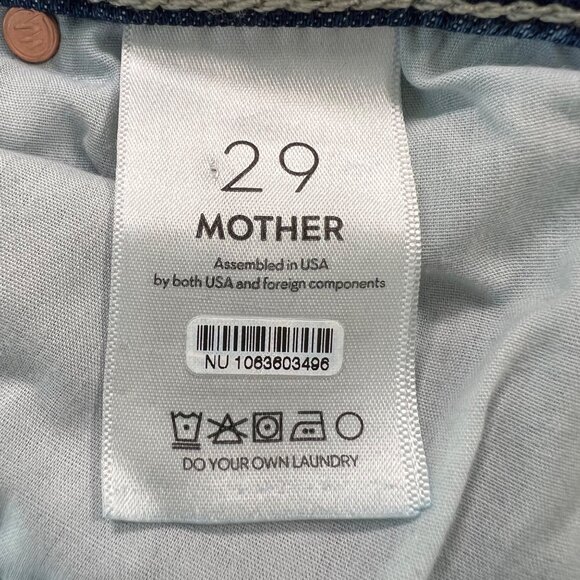 29
MOTHER
Assembled in USA
by both USA and foreign components
NU 1063603496
DO YOUR OWN LAUNDRY